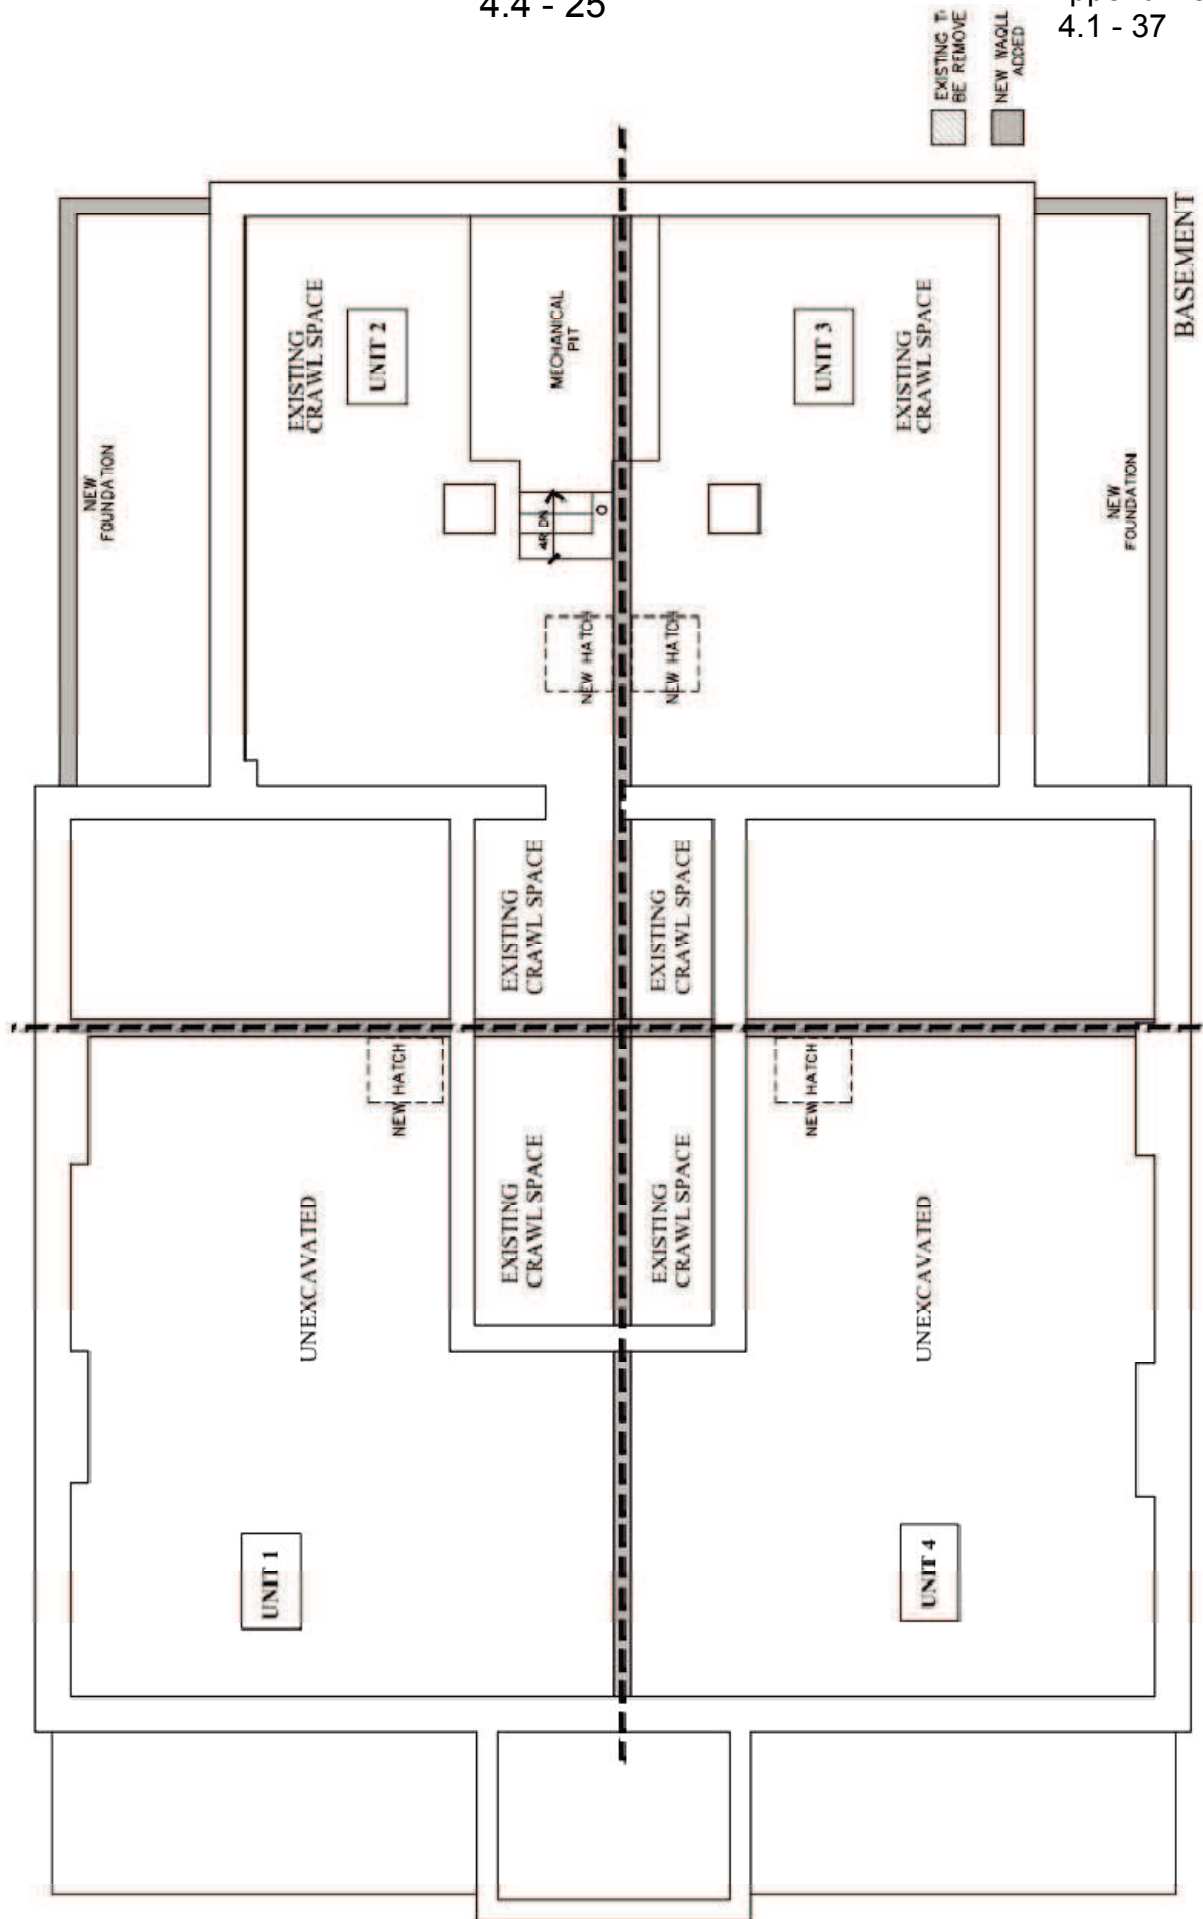 4.4 - 25
4.1 - 37
EXISTING
BE REMOVE
NEW WAQLL
ADDED
BASEMENT
NEW
FOUNDATION
EXISTING
CRAWL SPACE
UNIT 2
MECHANICAL
PIT
UNIT 3
EXISTING
CRAWL SPACE
NEW
FOUNDATION
4R DN
NEW HATCH
NEW HATCH
EXISTING
CRAWL SPACE
EXISTING
CRAWL SPACE
NEW HATCH
NEW HATCH
EXISTING
CRAWL SPACE
EXISTING
CRAWL SPACE
UNEXCAVATED
UNEXCAVATED
UNIT 1
UNIT 4